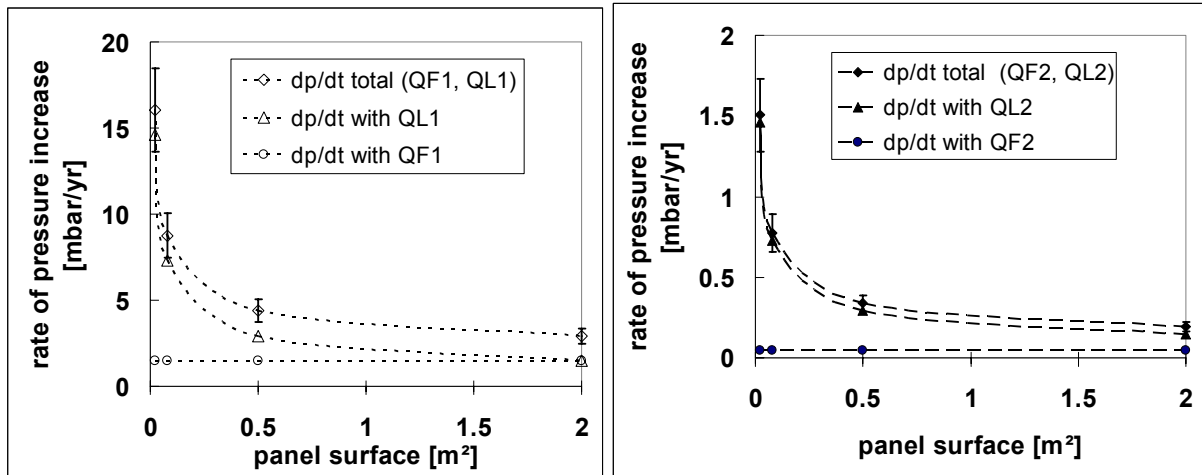 rate of pressure increase
[mbar/yr]
20
15
10
5
0
dp/dt total (QF1, QL1)
dp/dt with QL1
dp/dt with QF1
0 0.5 1 1.5 2
panel surface [m²]
rate of pressure increase
[mbar/yr]
2
1.5
1
0.5
0
dp/dt total (QF2, QL2)
dp/dt with QL2
dp/dt with QF2
0 0.5 1 1.5 2
panel surface [m²]